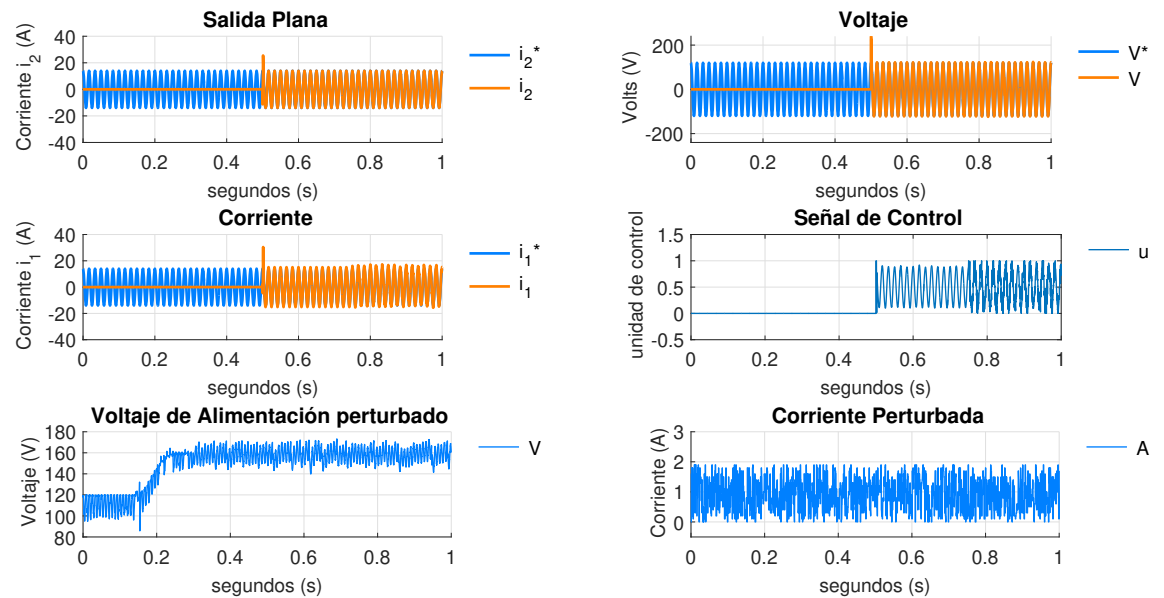 Salida Plana
Corriente i_2 (A)
40
20
0
-20
-40
0 0.2 0.4 0.6 0.8 1
segundos (s)
i_2*
i_2
Voltaje
Volts (V)
200
0
-200
0 0.2 0.4 0.6 0.8 1
segundos (s)
V*
V
Corriente
Corriente i_1 (A)
40
20
0
-20
-40
0 0.2 0.4 0.6 0.8 1
segundos (s)
i_1*
i_1
Señal de Control
unidad de control
1.5
1
0.5
0
-0.5
0 0.2 0.4 0.6 0.8 1
segundos (s)
u
Voltaje de Alimentación perturbado
Voltaje (V)
180
160
140
120
100
80
0 0.2 0.4 0.6 0.8 1
segundos (s)
V
Corriente Perturbada
Corriente (A)
3
2
1
0
0 0.2 0.4 0.6 0.8 1
segundos (s)
A